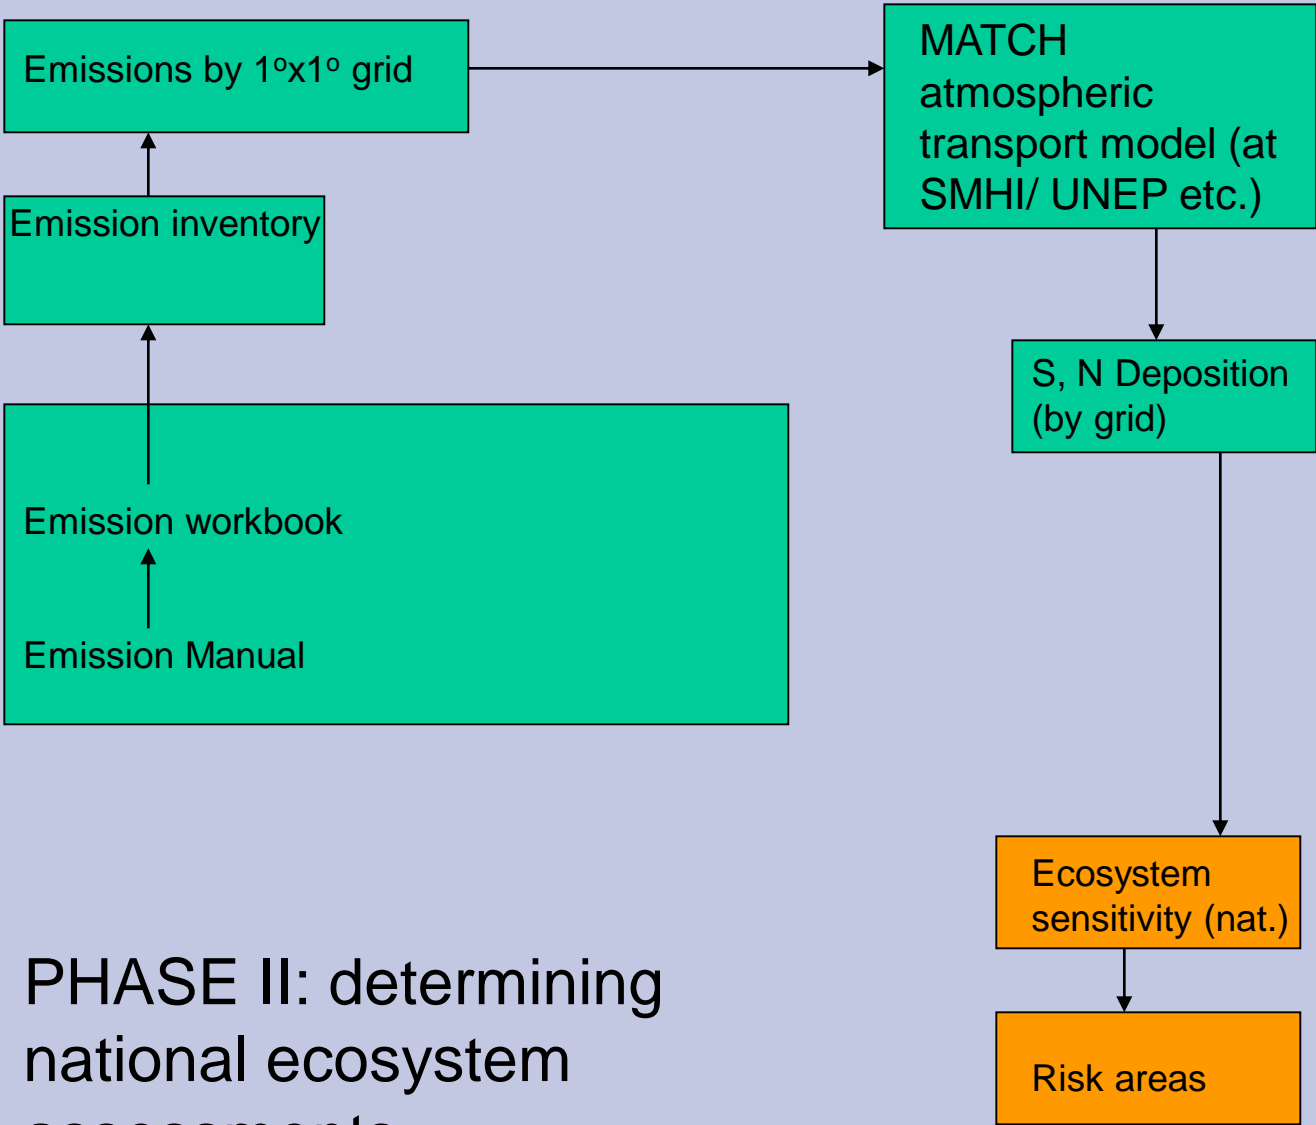 Emissions by 1ºx1º grid
MATCH
atmospheric
transport model (at
SMHI/ UNEP etc.)
Emission inventory
S, N Deposition
(by grid)
Emission workbook
Emission Manual
Ecosystem
sensitivity (nat.)
Risk areas
PHASE II: determining
national ecosystem